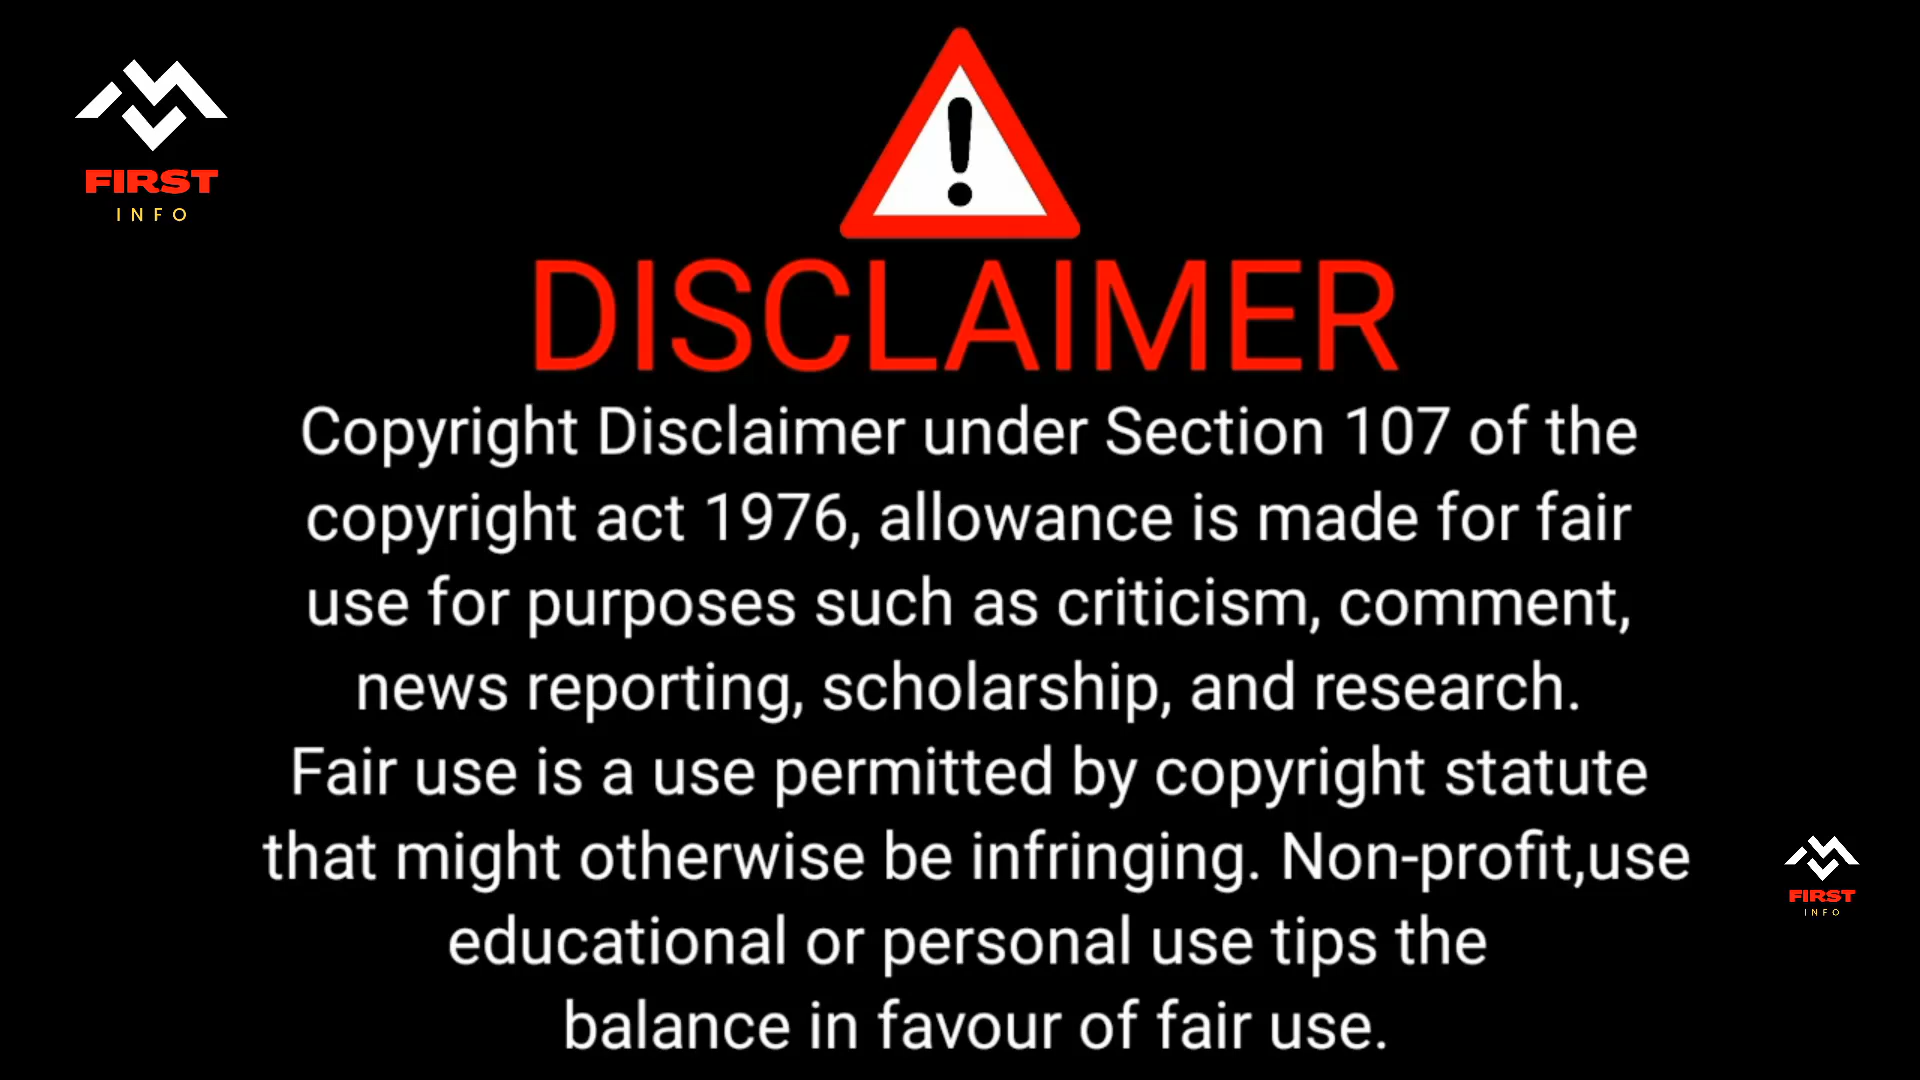 FIRST
INFO
DISCLAIMER
Copyright Disclaimer under Section 107 of the
copyright act 1976, allowance is made for fair
use for purposes such as criticism, comment,
news reporting, scholarship, and research.
Fair use is a use permitted by copyright statute
that might otherwise be infringing. Non-profit,use
educational or personal use tips the
balance in favour of fair use.
FIRST
INFO